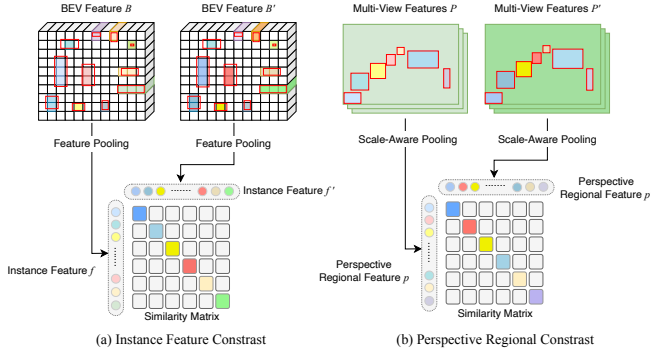 BEV Feature B
BEV Feature B'
Feature Pooling
Feature Pooling
Instance Feature f'
Instance Feature f
Similarity Matrix
(a) Instance Feature Constrast
Multi-View Features P
Multi-View Features P'
Scale-Aware Pooling
Scale-Aware Pooling
Perspective
Regional Feature p
Perspective
Regional Feature p
Similarity Matrix
(b) Perspective Regional Constrast